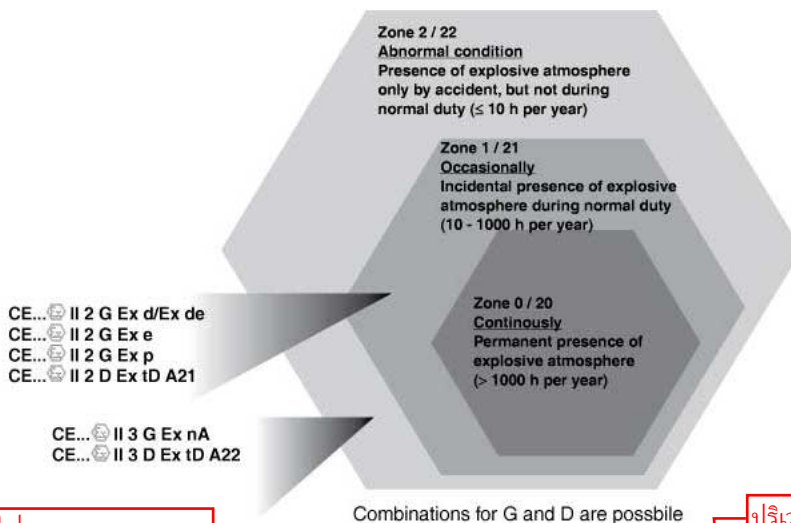 Zone 2 / 22
Abnormal condition
Presence of explosive atmosphere
only by accident, but not during
normal duty (≤ 10 h per year)
Zone 1 / 21
Occasionally
Incidental presence of explosive
atmosphere during normal duty
(10 - 1000 h per year)
Zone 0 / 20
Continously
Permanent presence of
explosive atmosphere
(> 1000 h per year)
CE... II 2 G Ex d/Ex de
CE... II 2 G Ex e
CE... II 2 G Ex p
CE... II 2 D Ex tD A21
CE... II 3 G Ex nA
CE... II 3 D Ex tD A22
Combinations for G and D are possbile